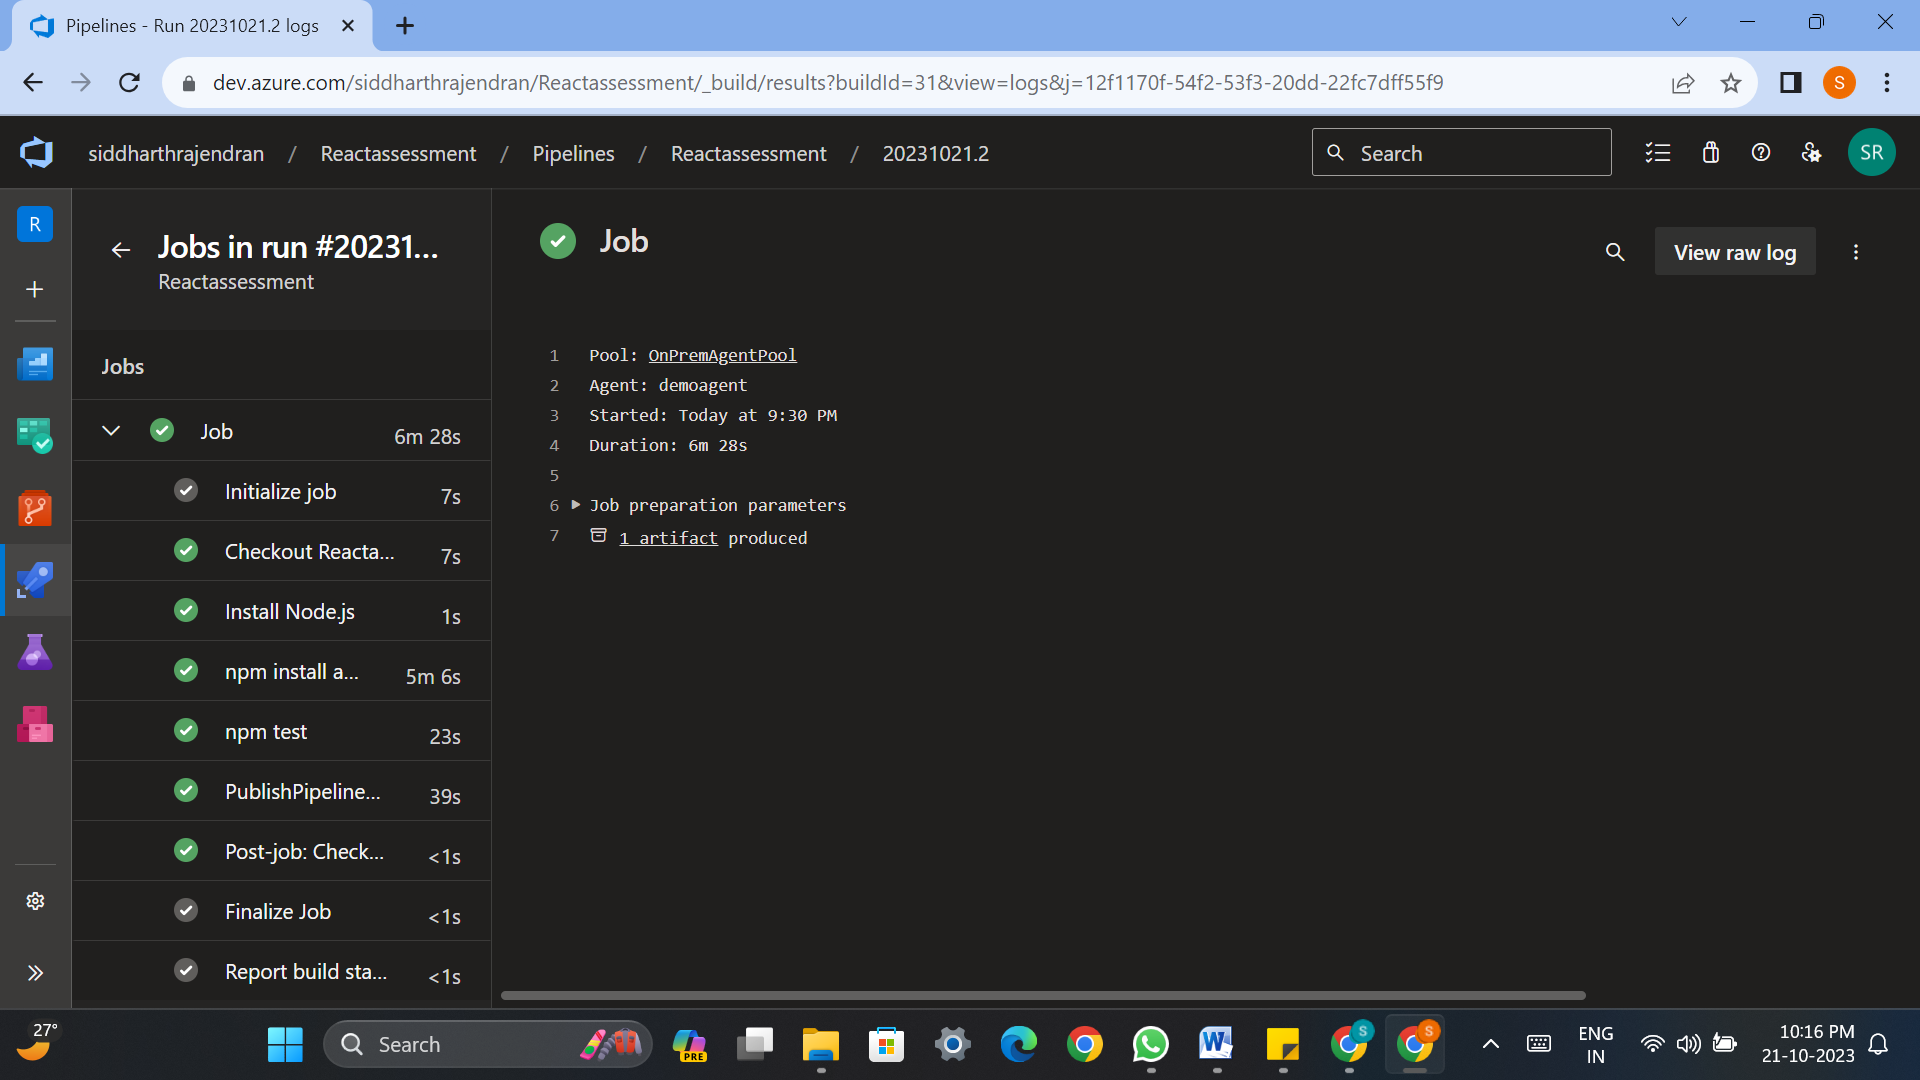 Pipelines - Run 20231021.2 logs
dev.azure.com/siddharthrajendran/Reactassessment/_build/results?buildId=31&view=logs&j=12f1170f-54f2-53f3-20dd-22fc7dff55f9
S
siddharthrajendran / Reactassessment / Pipelines / Reactassessment / 20231021.2
Search
SR
R
Jobs in run #20231...
Reactassessment
Jobs
Job 6m 28s
Initialize job 7s
Checkout Reacta... 7s
Install Node.js 1s
npm install a... 5m 6s
npm test 23s
PublishPipeline... 39s
Post-job: Check... <1s
Finalize Job <1s
Report build sta... <1s
Job
View raw log
1 Pool: OnPremAgentPool
2 Agent: demoagent
3 Started: Today at 9:30 PM
4 Duration: 6m 28s
5
6 Job preparation parameters
7 1 artifact produced
27°
Search
PRE
W
S
S
ENG
IN
10:16 PM
21-10-2023